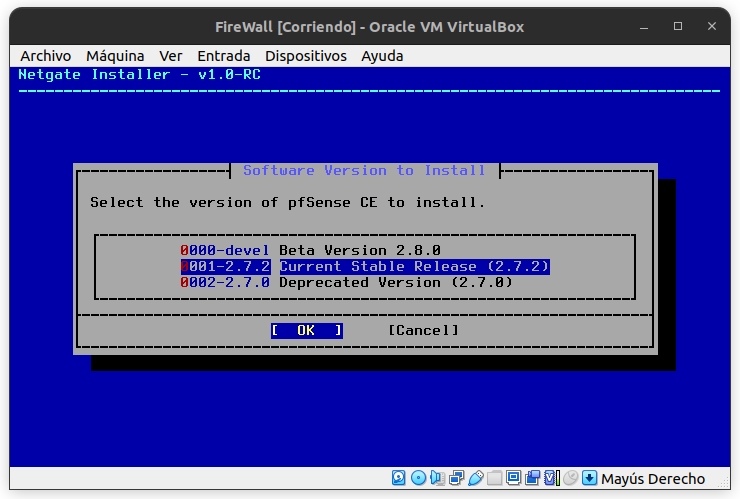 FireWall [Corriendo] - Oracle VM VirtualBox
Archivo Máquina Ver Entrada Dispositivos Ayuda
Netgate Installer - v1.0-RC
Software Version to Install
Select the version of pfSense CE to install.
0000-devel Beta Version 2.8.0
0001-2.7.2 Current Stable Release (2.7.2)
0002-2.7.0 Deprecated Version (2.7.0)
[ OK ] [Cancel]
Mayús Derecho